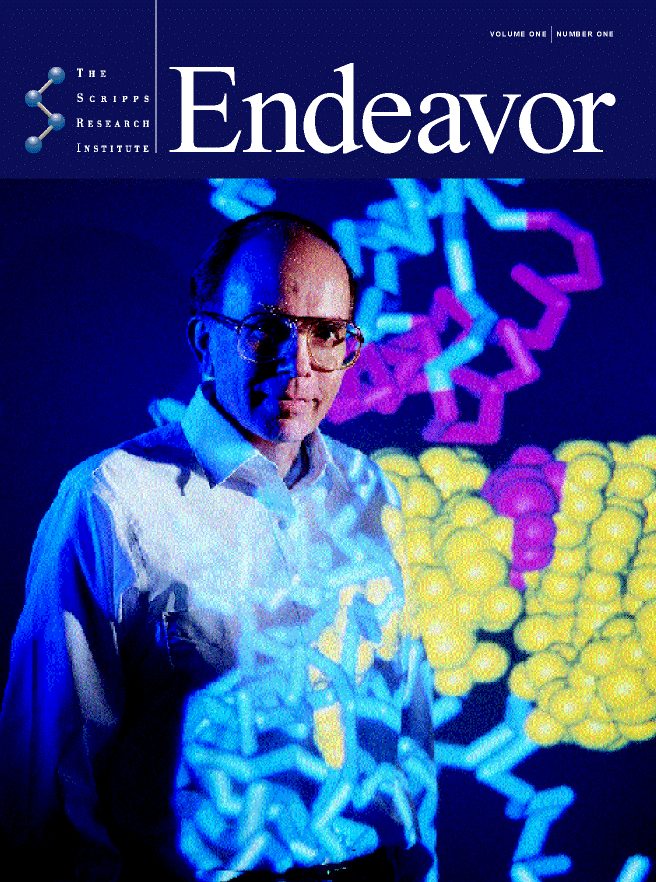 VOLUME ONE | NUMBER ONE
THE
SCRIPPS
RESEARCH
INSTITUTE
Endeavor